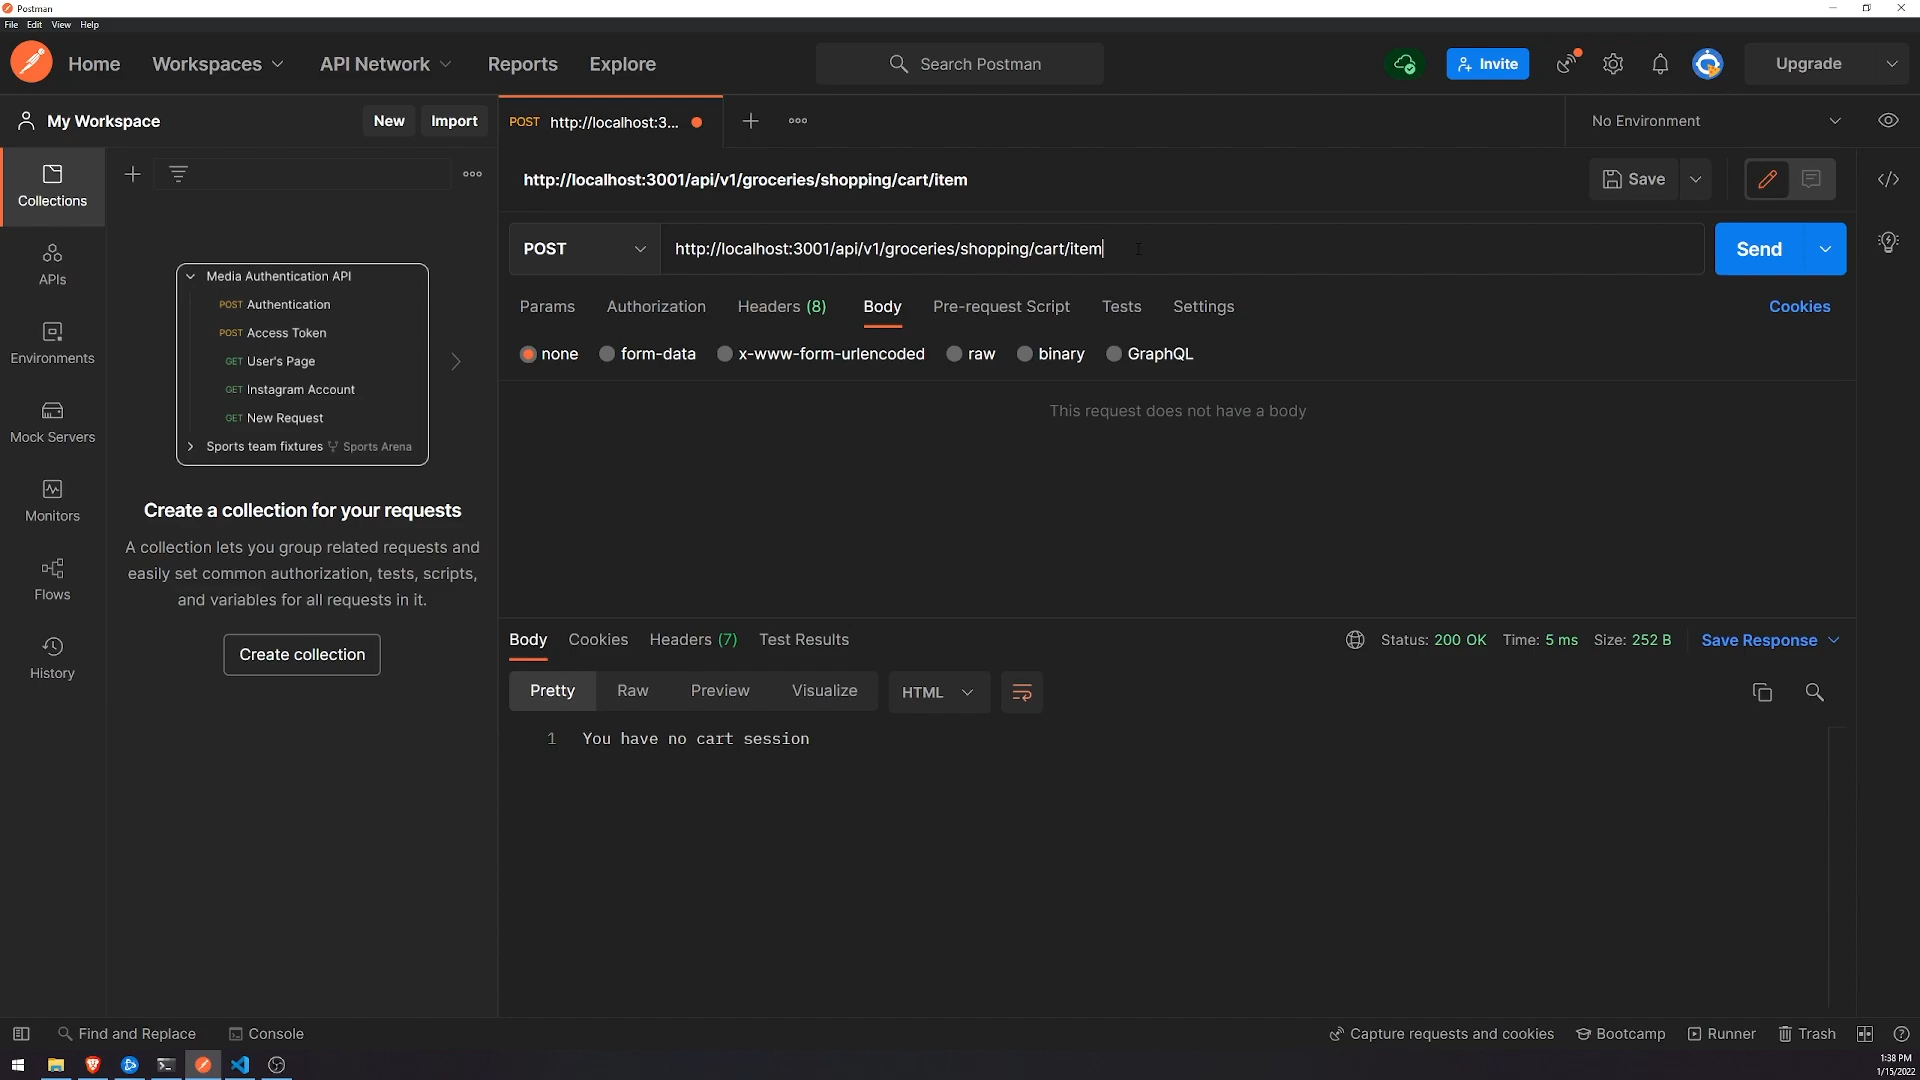 Postman
File Edit View Help
Home Workspaces API Network Reports Explore Search Postman Invite Upgrade
My Workspace New Import POST http://localhost:3... No Environment
http://localhost:3001/api/v1/groceries/shopping/cart/item Save
POST http://localhost:3001/api/v1/groceries/shopping/cart/item Send
Params Authorization Headers (8) Body Pre-request Script Tests Settings Cookies
none form-data x-www-form-urlencoded raw binary GraphQL
This request does not have a body
Collections
APIs
Environments
Mock Servers
Monitors
Flows
History
Media Authentication API
POST Authentication
POST Access Token
GET User's Page
GET Instagram Account
GET New Request
Sports team fixtures Sports Arena
Create a collection for your requests
A collection lets you group related requests and
easily set common authorization, tests, scripts,
and variables for all requests in it.
Create collection
Body Cookies Headers (7) Test Results Status: 200 OK Time: 5 ms Size: 252 B Save Response
Pretty Raw Preview Visualize HTML
1 You have no cart session
Find and Replace Console Capture requests and cookies Bootcamp Runner Trash
1:38 PM
1/15/2022